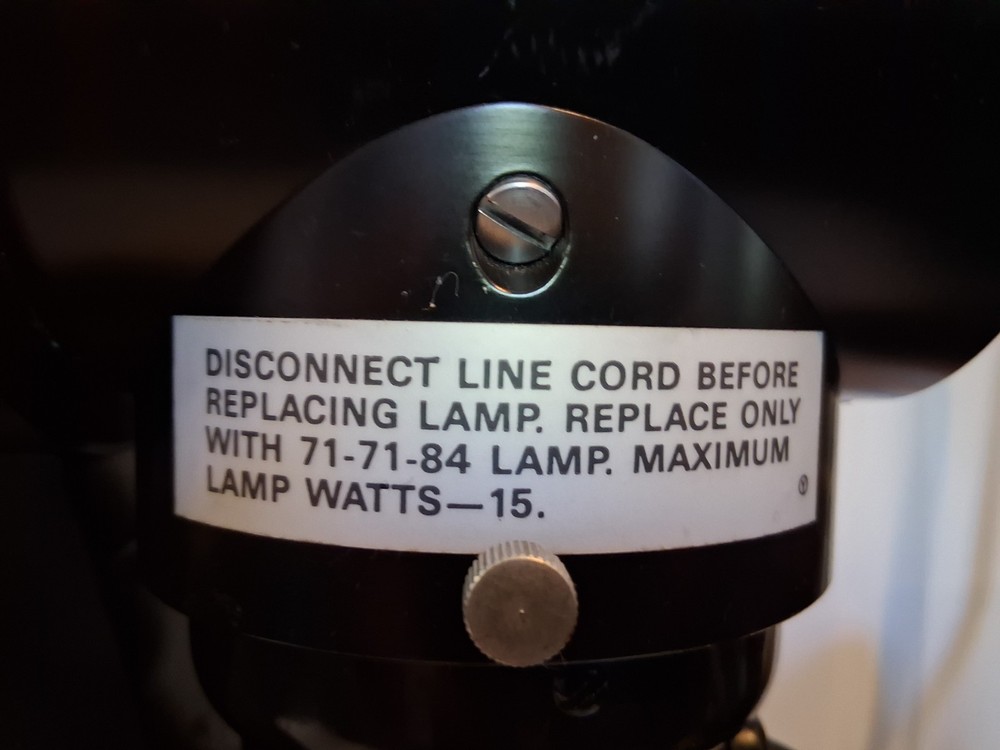 DISCONNECT LINE CORD BEFORE
REPLACING LAMP. REPLACE ONLY
WITH 71-71-84 LAMP. MAXIMUM
LAMP WATTS—15.